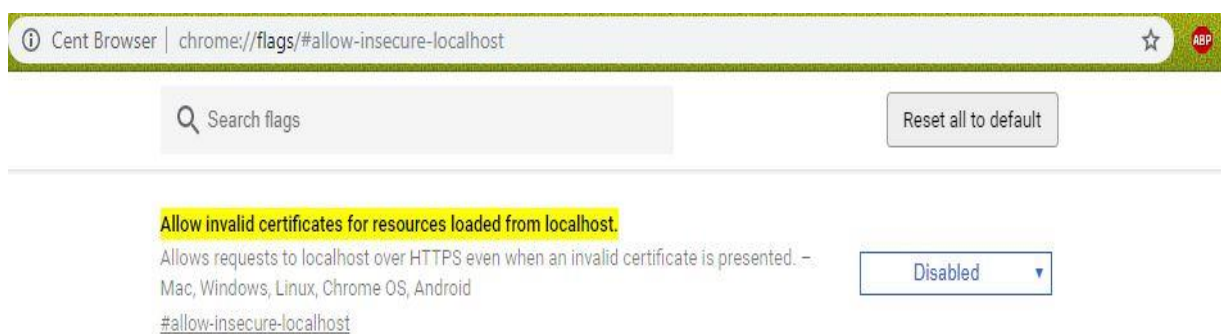 Cent Browser | chrome://flags/#allow-insecure-localhost
ABP
Search flags
Reset all to default
Allow invalid certificates for resources loaded from localhost.
Allows requests to localhost over HTTPS even when an invalid certificate is presented. –
Mac, Windows, Linux, Chrome OS, Android
Disabled
#allow-insecure-localhost